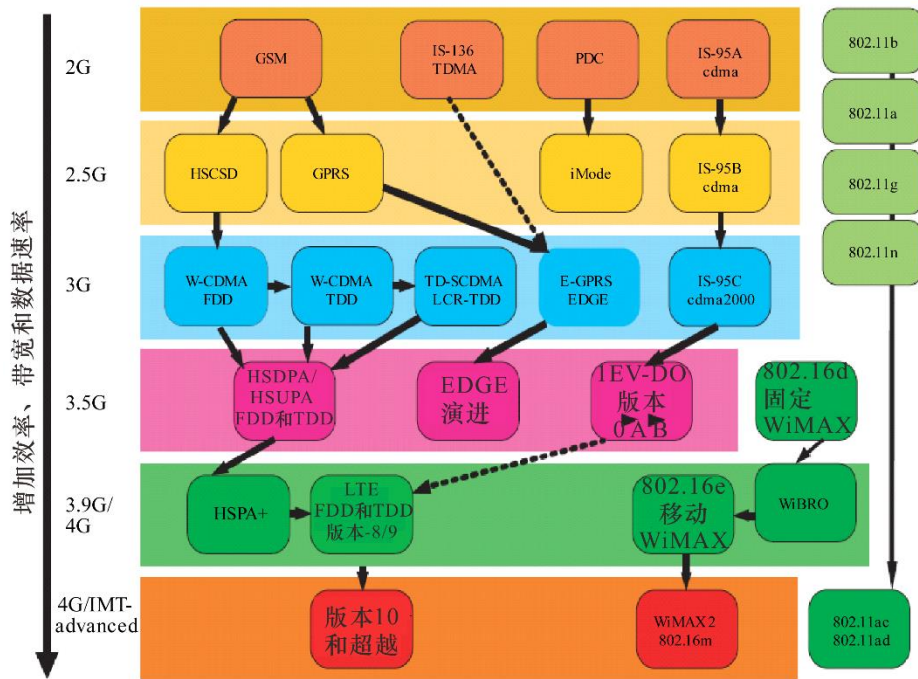 增加效率、带宽和数据速率
2G
GSM
IS-136
TDMA
PDC
IS-95A
cdma
802.11b
802.11a
2.5G
HSCSD
GPRS
iMode
IS-95B
cdma
802.11g
802.11n
3G
W-CDMA
FDD
W-CDMA
TDD
TD-SCDMA
LCR-TDD
E-GPRS
EDGE
IS-95C
cdma2000
3.5G
HSDPA/
HSUPA
FDD和TDD
EDGE
演进
1EV-DO
版本
0 A B
802.16d
固定
WiMAX
3.9G/
4G
HSPA+
LTE
FDD和TDD
版本-8/9
802.16e
移动
WiMAX
WiBRO
4G/IMT-
advanced
版本10
和超越
WiMAX2
802.16m
802.11ac
802.11ad